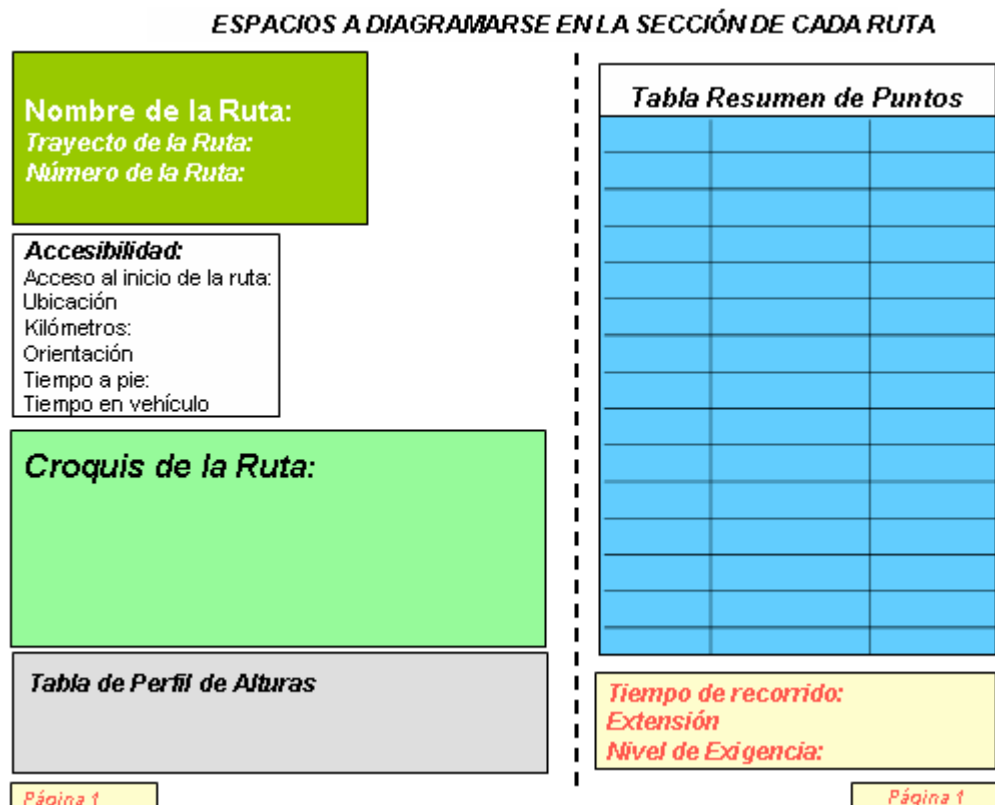 ESPACIOS A DIAGRAMARSE EN LA SECCIÓN DE CADA RUTA
Nombre de la Ruta:
Trayecto de la Ruta:
Número de la Ruta:
Accesibilidad:
Acceso al inicio de la ruta:
Ubicación
Kilómetros:
Orientación
Tiempo a pie:
Tiempo en vehículo
Croquis de la Ruta:
Tabla de Perfil de Alturas
Página 1
Tabla Resumen de Puntos
Tiempo de recorrido:
Extensión
Nivel de Exigencia:
Página 1